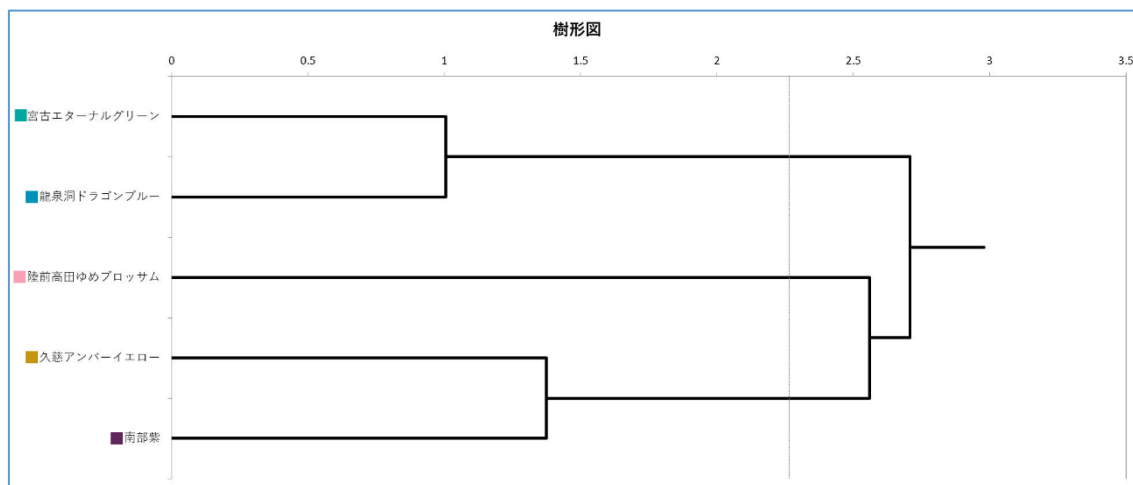 樹形図
0 0.5 1 1.5 2 2.5 3 3.5
宮古エターナルグリーン
龍泉洞ドラゴンブルー
陸前高田ゆめブロッサム
久慈アンバーイエロー
南部紫